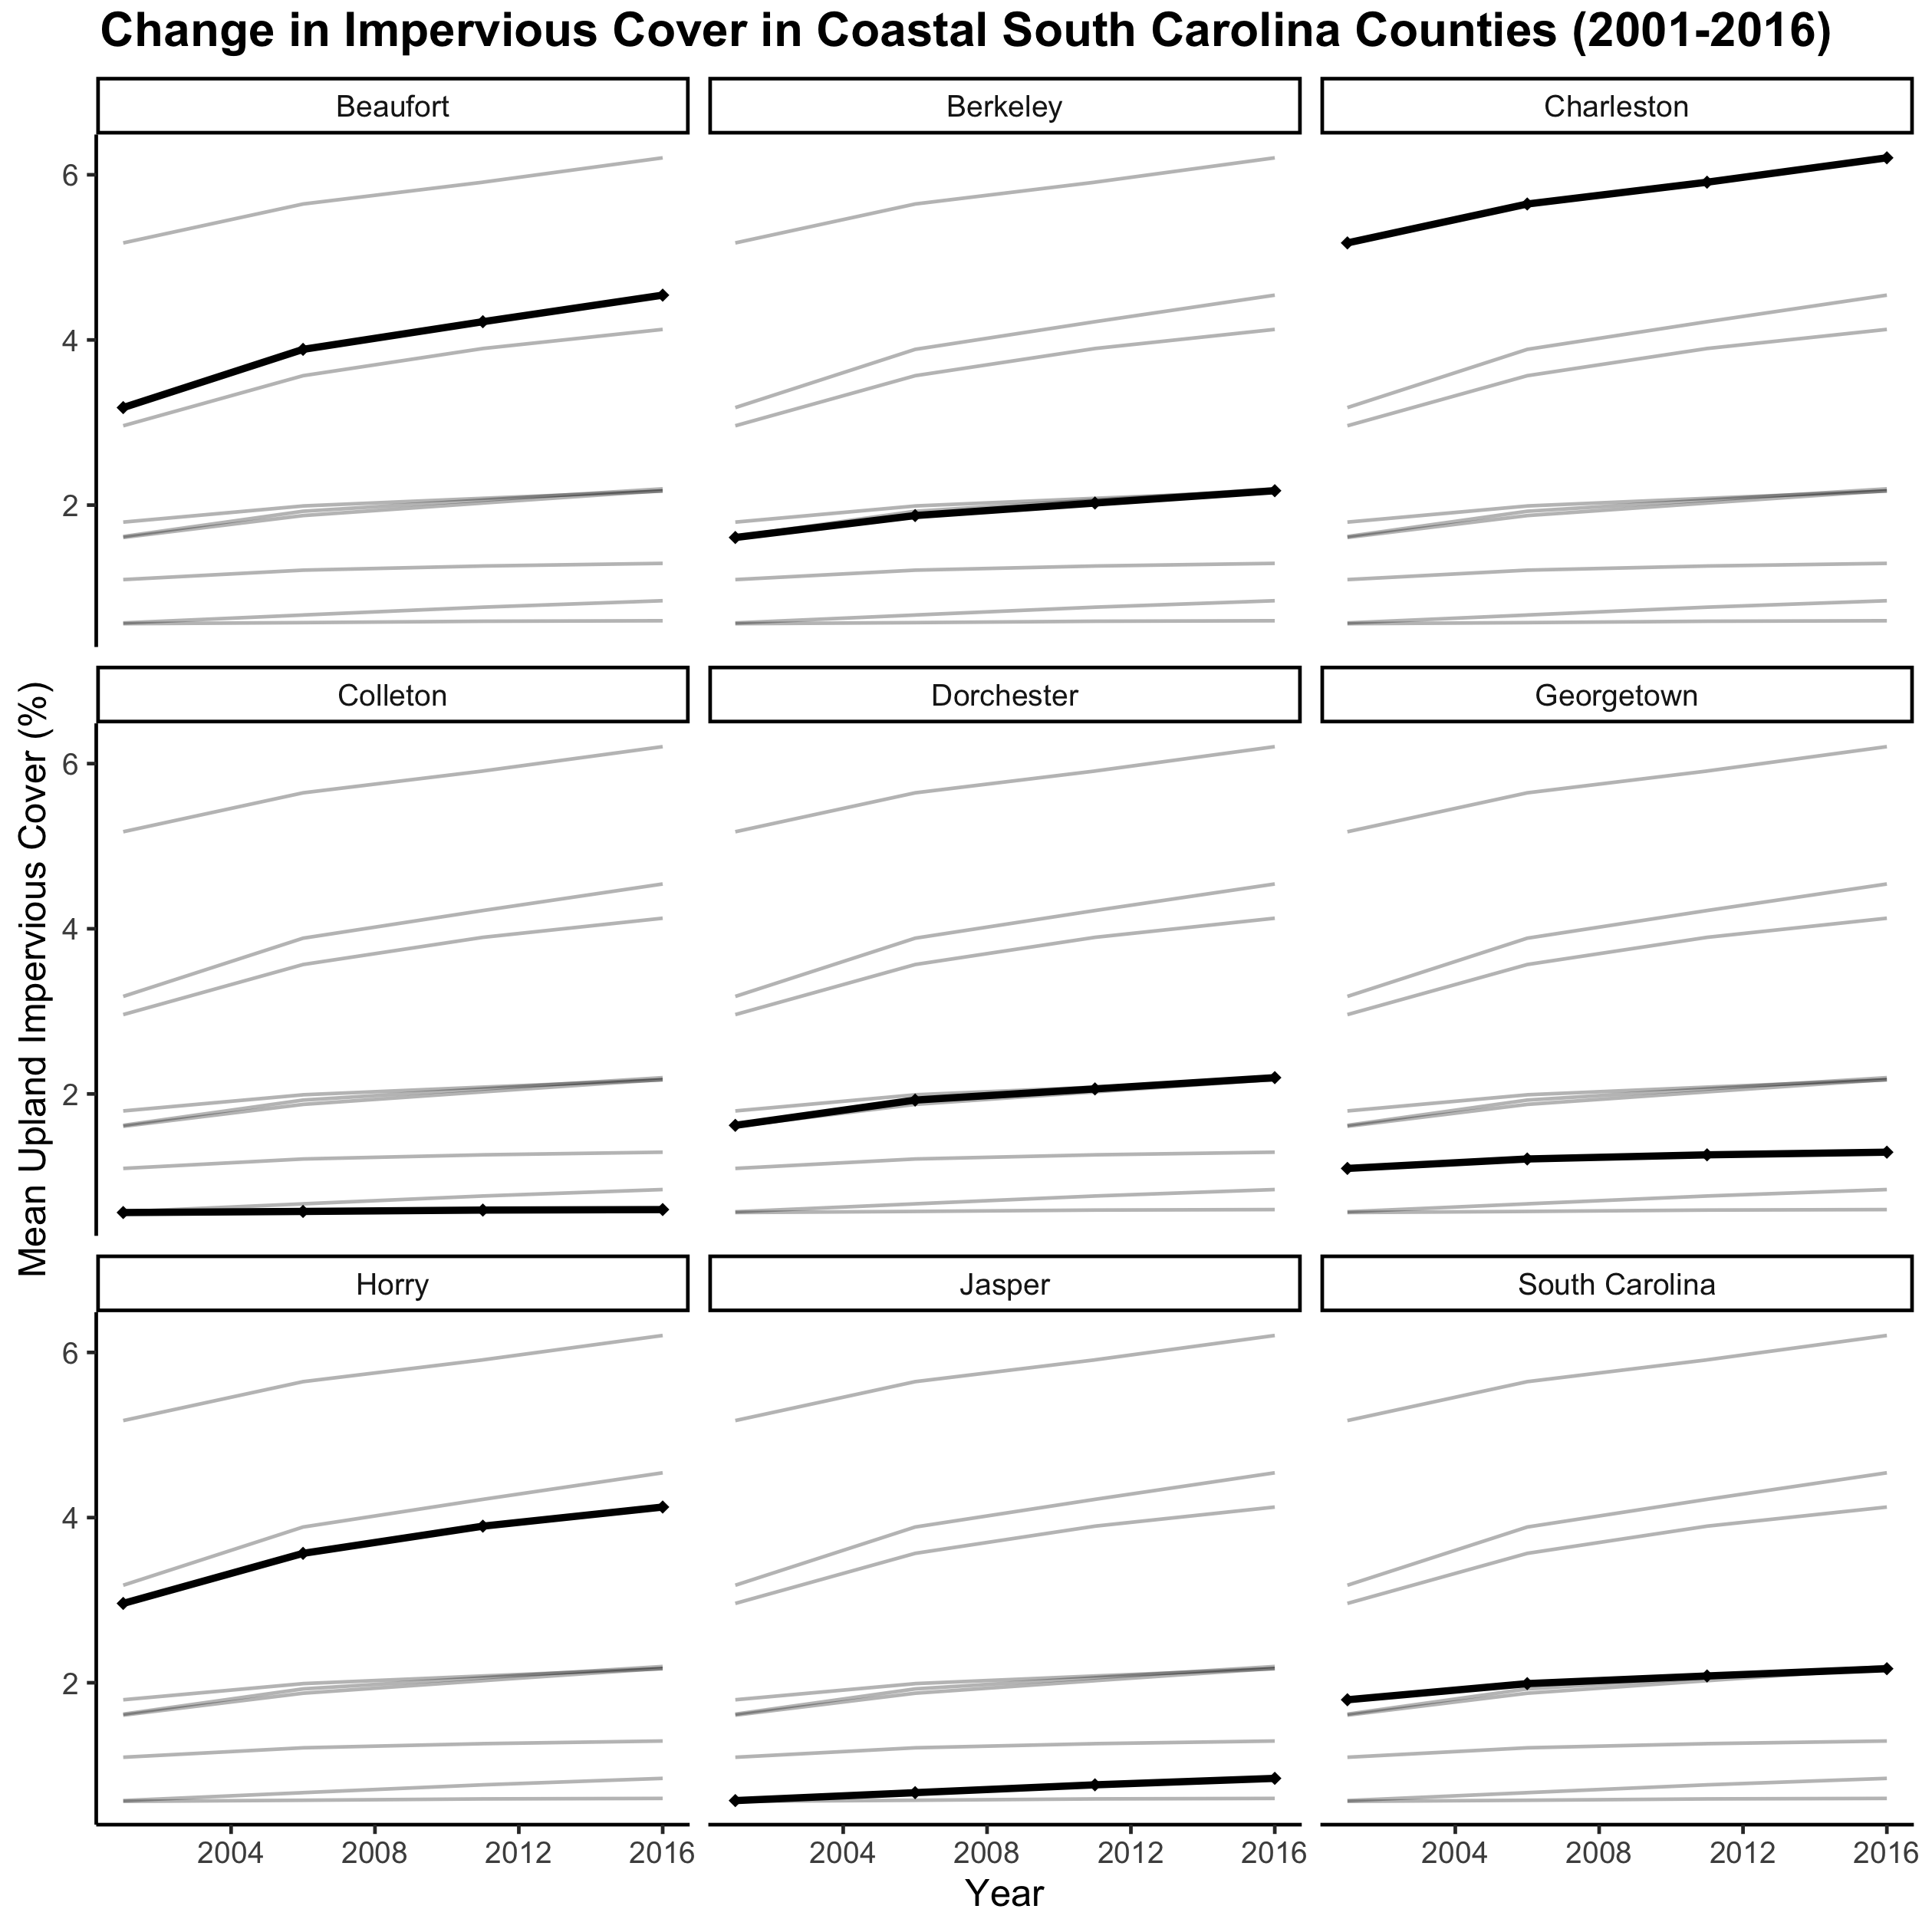 Change in Impervious Cover in Coastal South Carolina Counties (2001-2016)
Beaufort
Berkeley
Charleston
6
4
2
Mean Upland Impervious Cover (%)
Colleton
Dorchester
Georgetown
6
4
2
Horry
Jasper
South Carolina
6
4
2
2004 2008 2012 2016
2004 2008 2012 2016
2004 2008 2012 2016
Year